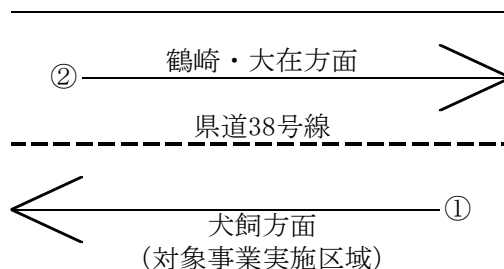 鶴崎・大在方面
②
県道38号線
①
犬飼方面
(対象事業実施区域)